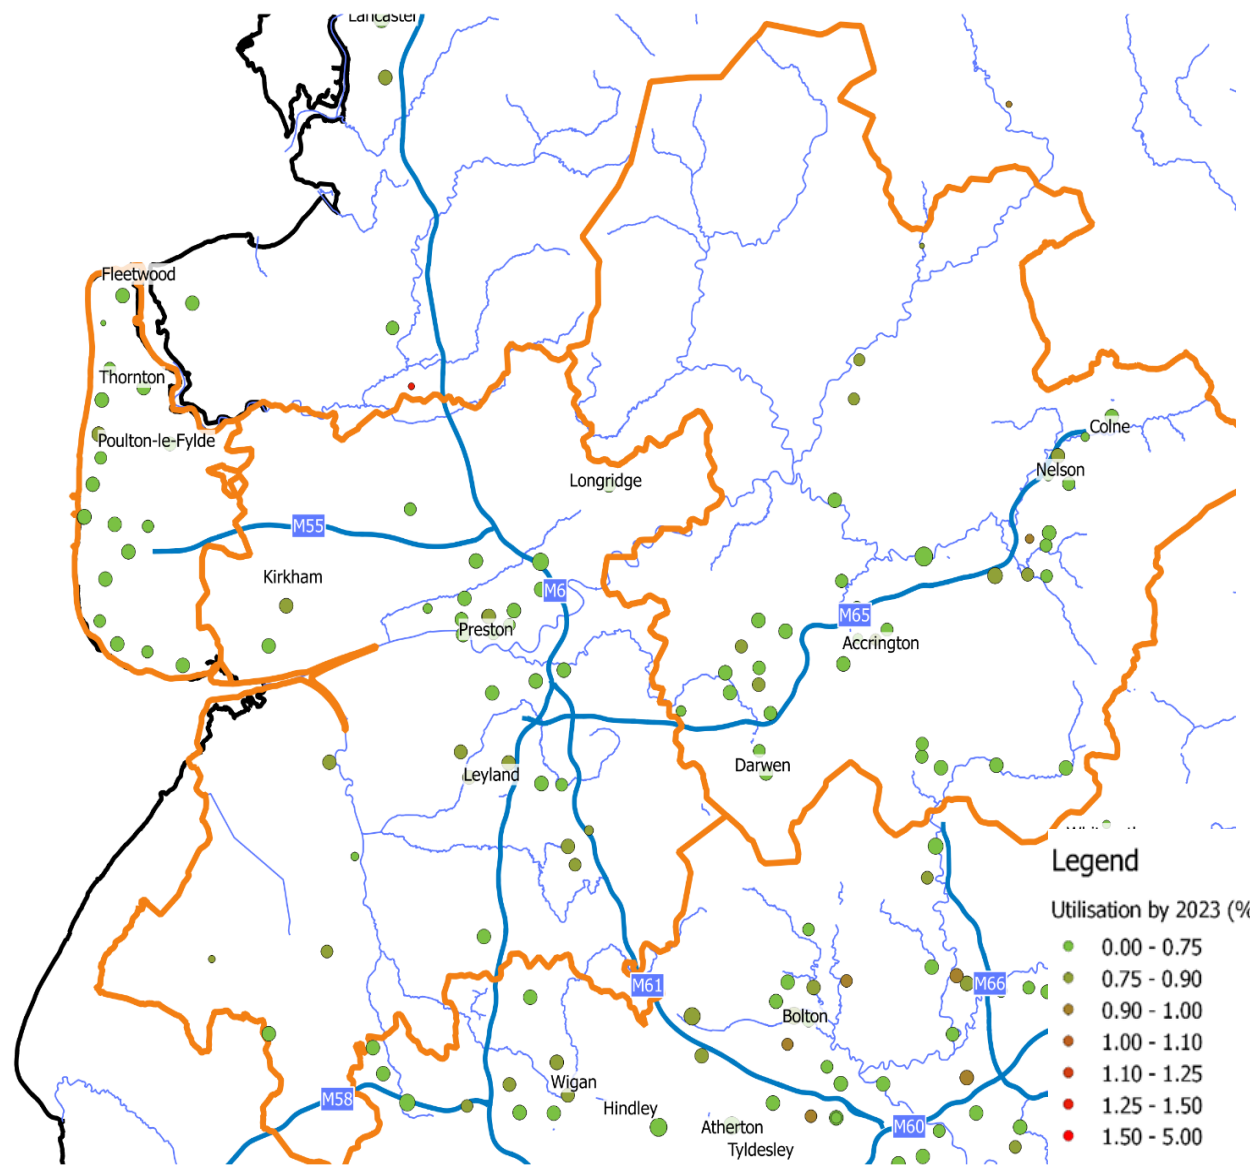 Lancaster
Fleetwood
Thornton
Poulton-le-Fylde
Colne
Nelson
Longridge
M55
Kirkham
M6
M65
Preston
Accrington
Darwen
Leyland
Legend
Utilisation by 2023 (%
0.00 - 0.75
0.75 - 0.90
0.90 - 1.00
1.00 - 1.10
1.10 - 1.25
1.25 - 1.50
1.50 - 5.00
M61
M66
Bolton
Wigan
M58
Hindley
Atherton
M60
Tyldesley